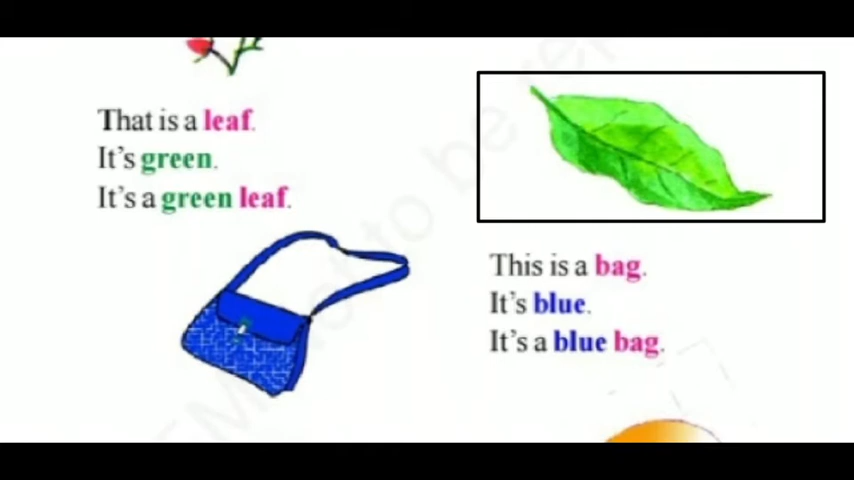 That is a leaf.
It's green.
It's a green leaf.
This is a bag.
It's blue.
It's a blue bag.